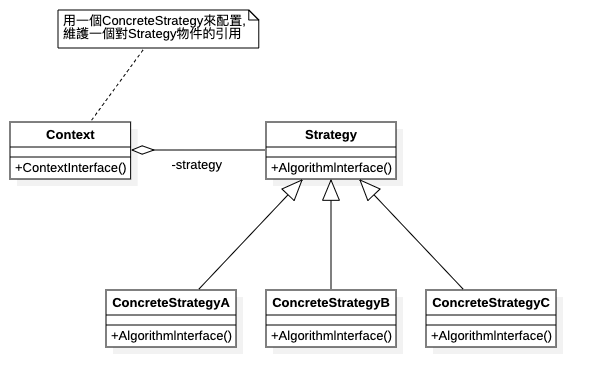 用一個ConcreteStrategy來配置,
維護一個對Strategy物件的引用
Context
+ContextInterface()
-strategy
Strategy
+AlgorithmInterface()
ConcreteStrategyA
+AlgorithmInterface()
ConcreteStrategyB
+AlgorithmInterface()
ConcreteStrategyC
+AlgorithmInterface()